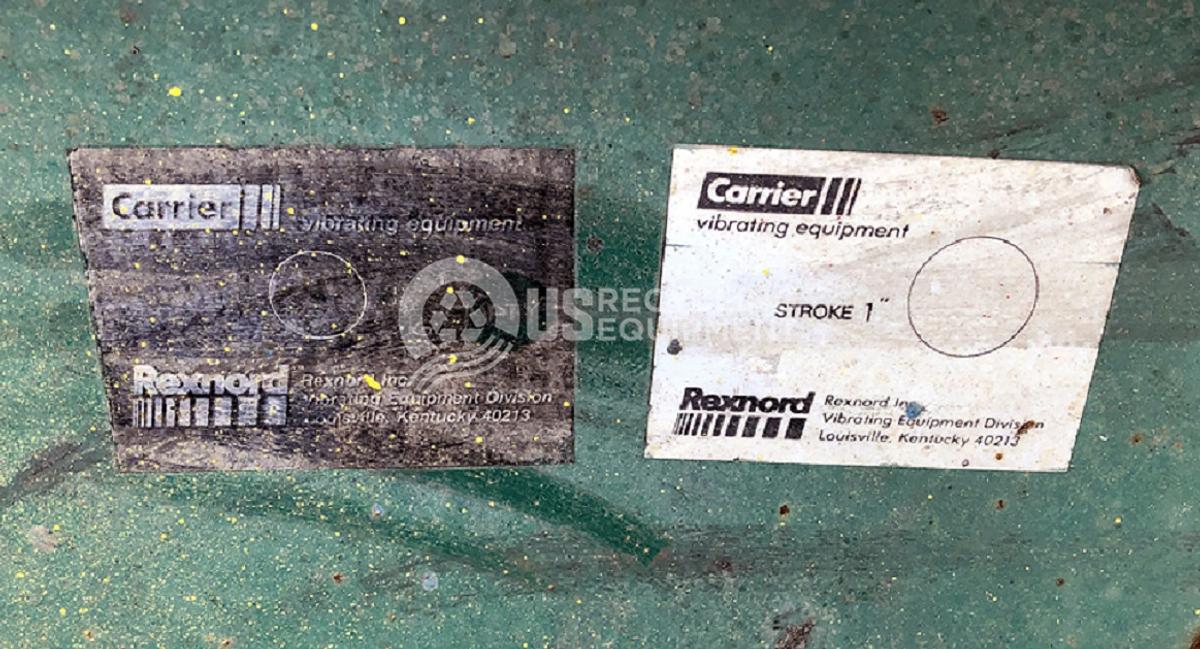 Carrier
vibrating equipment
Rexnord
Rexnord Inc.
Vibrating Equipment Division
Louisville, Kentucky 40213
Carrier
vibrating equipment
STROKE 1"
Rexnord
Rexnord Inc.
Vibrating Equipment Division
Louisville, Kentucky 40213
US